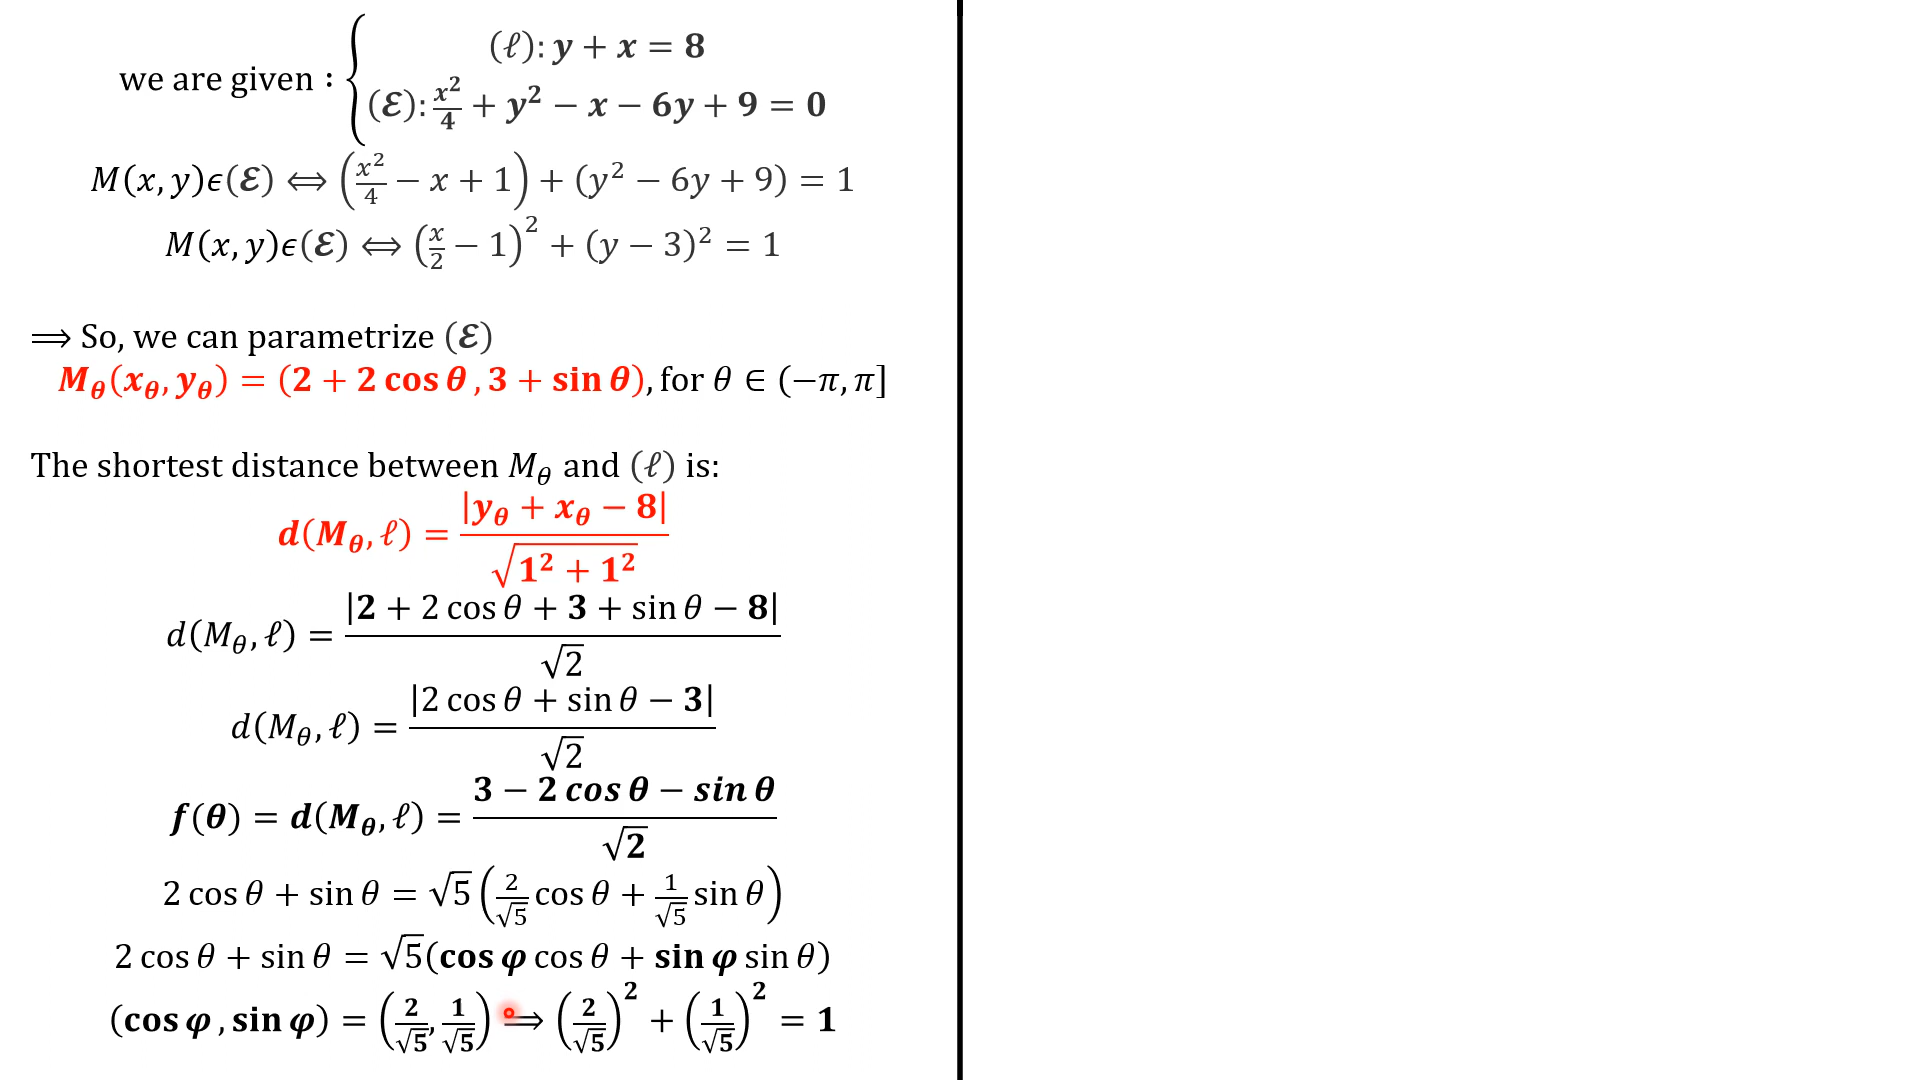 we are given : { (ℓ): y + x = 8
(ℰ): x²/4 + y² − x − 6y + 9 = 0
M(x, y)ϵ(ℰ) ⟺ (x²/4 − x + 1) + (y² − 6y + 9) = 1
M(x, y)ϵ(ℰ) ⟺ (x/2 − 1)² + (y − 3)² = 1
⟹ So, we can parametrize (ℰ)
M_θ(x_θ, y_θ) = (2 + 2 cos θ , 3 + sin θ), for θ ∈ (−π, π]
The shortest distance between M_θ and (ℓ) is:
d(M_θ, ℓ) = |y_θ + x_θ − 8| / √(1² + 1²)
d(M_θ, ℓ) = |2 + 2 cos θ + 3 + sin θ − 8| / √2
d(M_θ, ℓ) = |2 cos θ + sin θ − 3| / √2
f(θ) = d(M_θ, ℓ) = (3 − 2 cos θ − sin θ) / √2
2 cos θ + sin θ = √5 (2/√5 cos θ + 1/√5 sin θ)
2 cos θ + sin θ = √5(cos φ cos θ + sin φ sin θ)
(cos φ , sin φ) = (2/√5, 1/√5) ⟹ (2/√5)² + (1/√5)² = 1